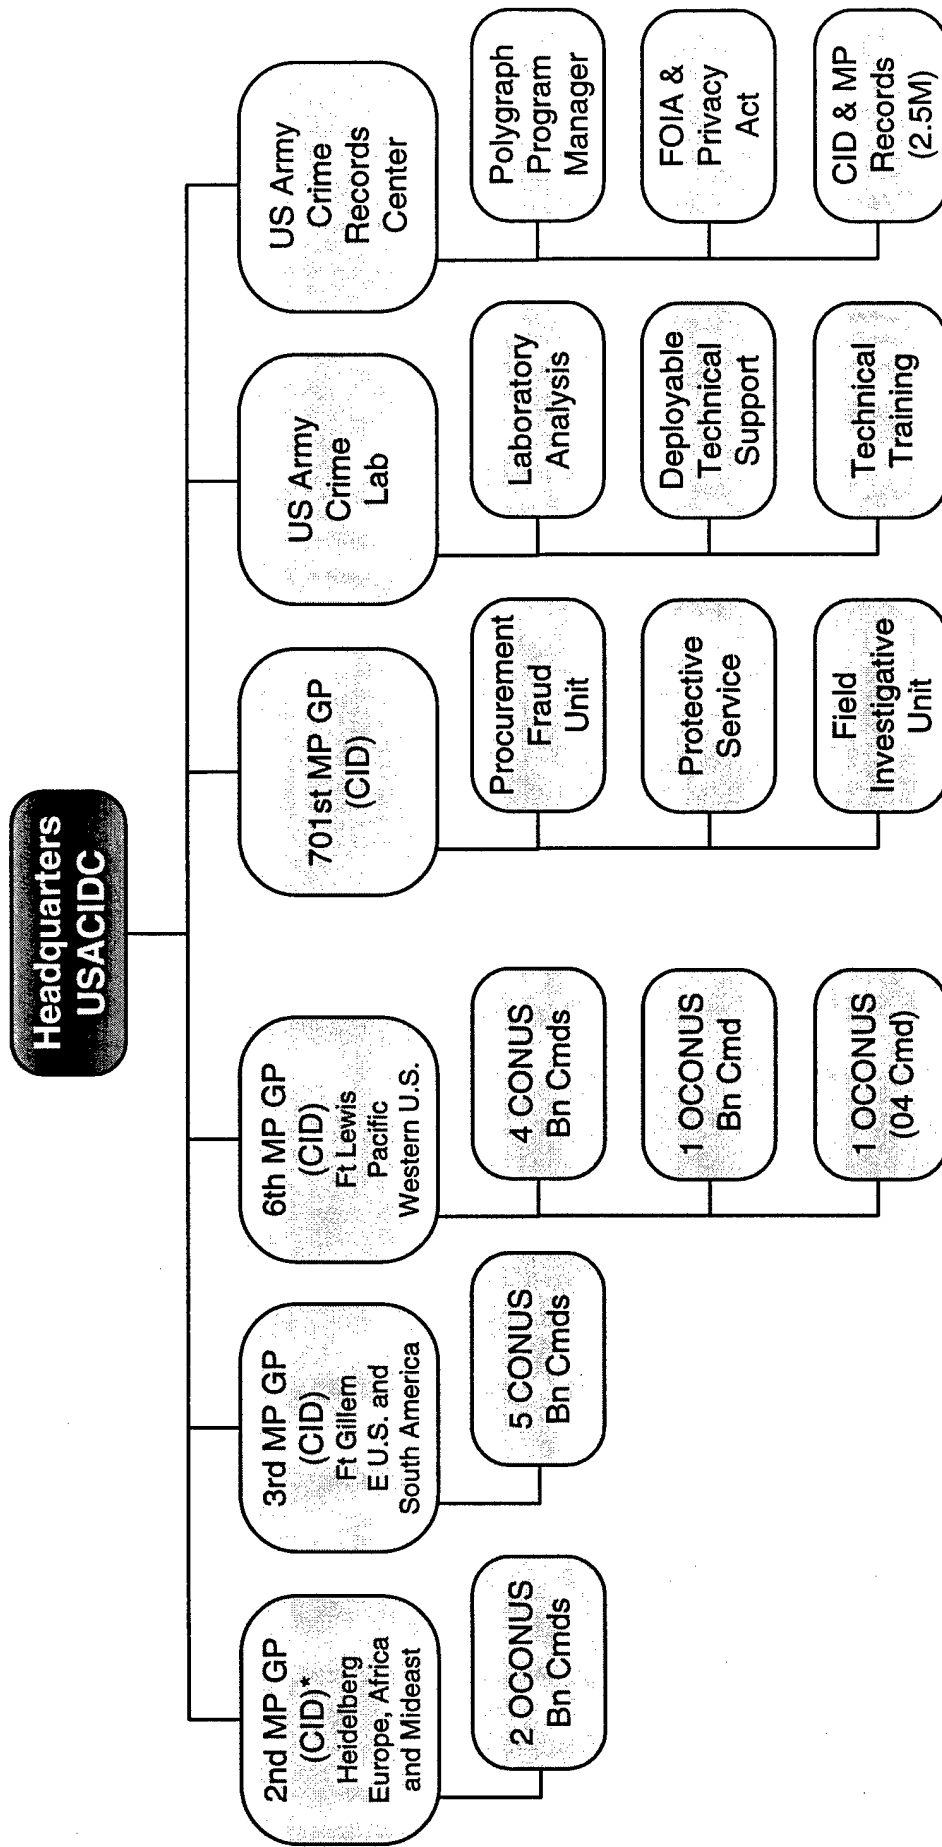 Headquarters
USACIDC
2nd MP GP
(CID)*
Heidelberg
Europe, Africa
and Mideast
2 OCONUS
Bn Cmds
3rd MP GP
(CID)
Ft Gillem
E U.S. and
South America
5 CONUS
Bn Cmds
6th MP GP
(CID)
Ft Lewis
Pacific
Western U.S.
4 CONUS
Bn Cmds
1 OCONUS
Bn Cmd
1 OCONUS
(04 Cmd)
701st MP GP
(CID)
Procurement
Fraud
Unit
Protective
Service
Field
Investigative
Unit
US Army
Crime
Lab
Laboratory
Analysis
Deployable
Technical
Support
Technical
Training
US Army
Crime
Records
Center
Polygraph
Program
Manager
FOIA &
Privacy
Act
CID & MP
Records
(2.5M)